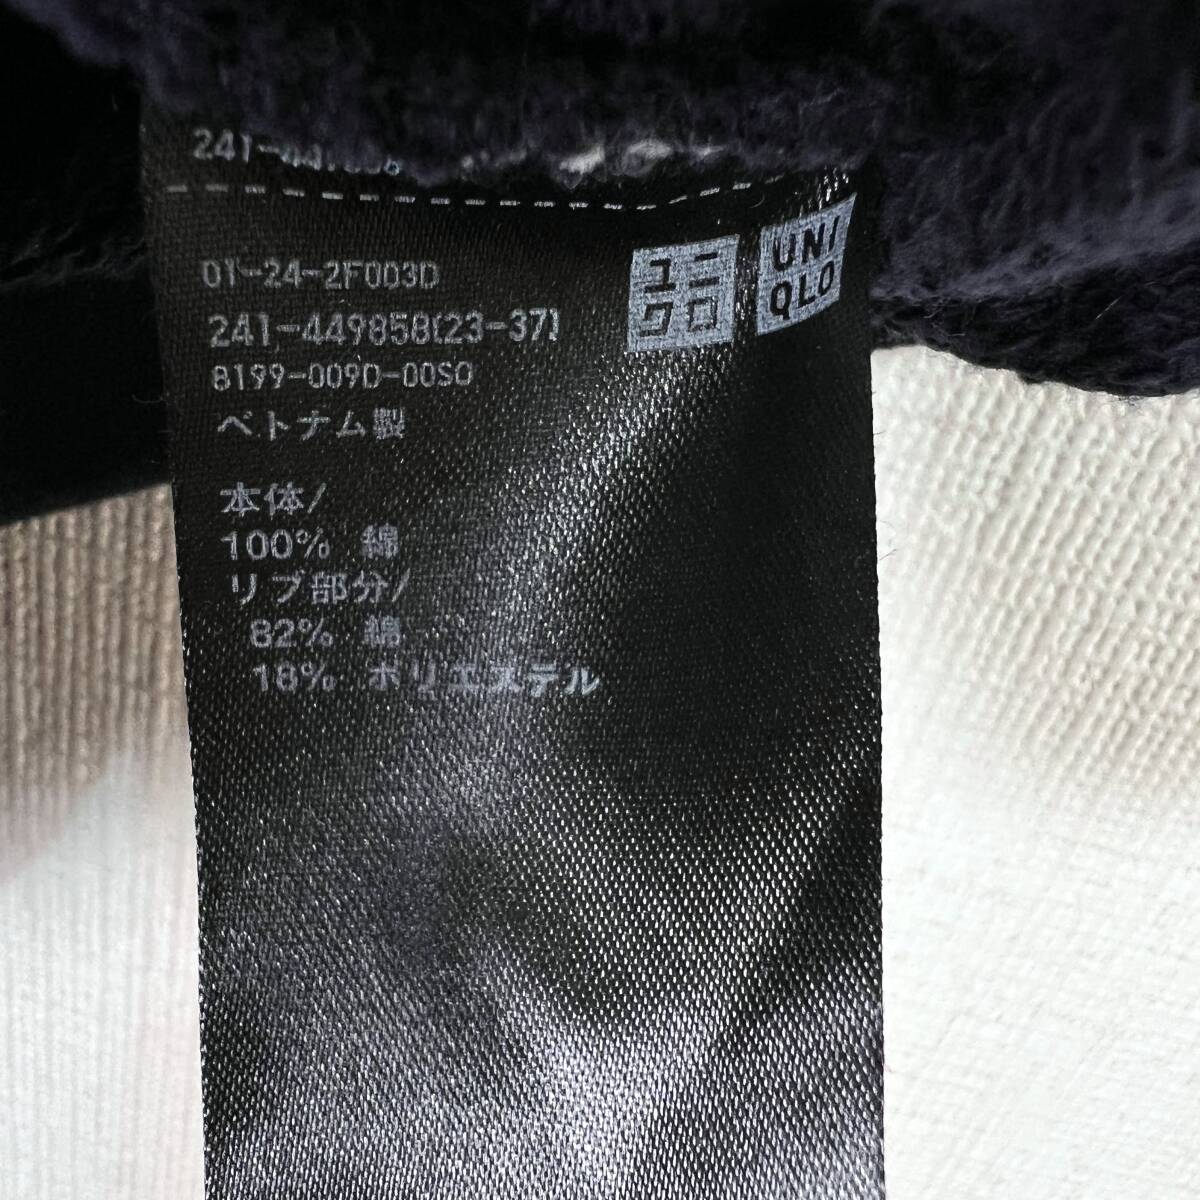 ユニ
クロ
UNI
QLO
01-24-2F003D
241-449858(23-37)
8199-009D-00SO
ベトナム製
本体/
100% 綿
リブ部分/
82% 綿
18% ポリエステル